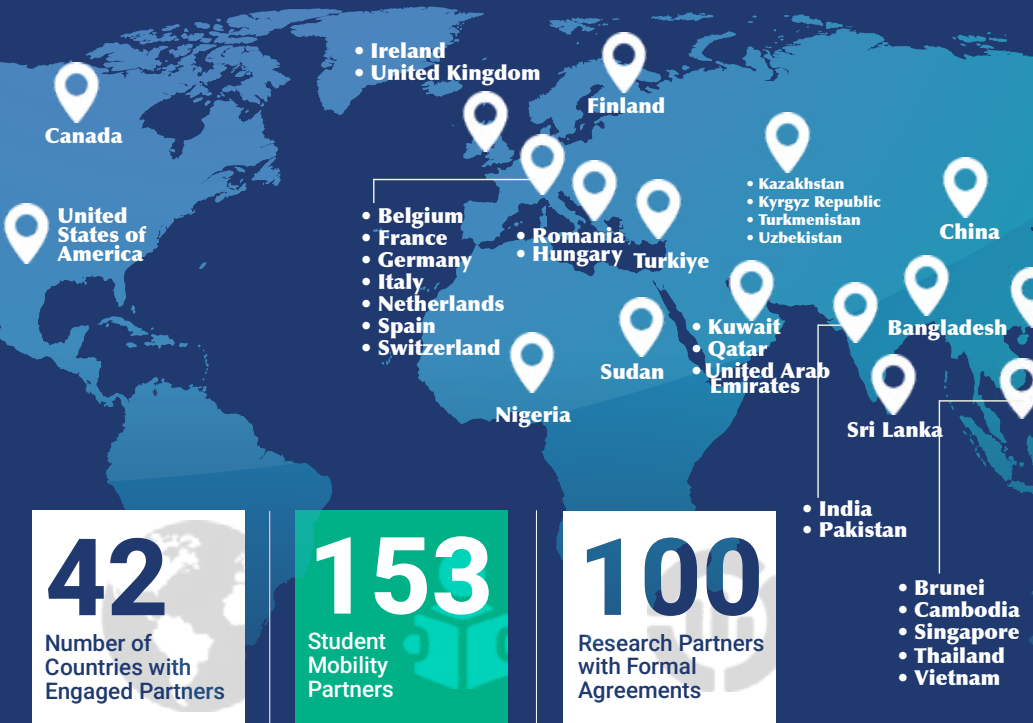 • Ireland
• United Kingdom
Finland
Canada
United
States of
America
• Belgium
• France
• Germany
• Italy
• Netherlands
• Spain
• Switzerland
• Romania
• Hungary
Turkiye
• Kazakhstan
• Kyrgyz Republic
• Turkmenistan
• Uzbekistan
China
Nigeria
Sudan
• Kuwait
• Qatar
• United Arab
Emirates
Bangladesh
Sri Lanka
• India
• Pakistan
• Brunei
• Cambodia
• Singapore
• Thailand
• Vietnam
42
Number of
Countries with
Engaged Partners
153
Student
Mobility
Partners
100
Research Partners
with Formal
Agreements